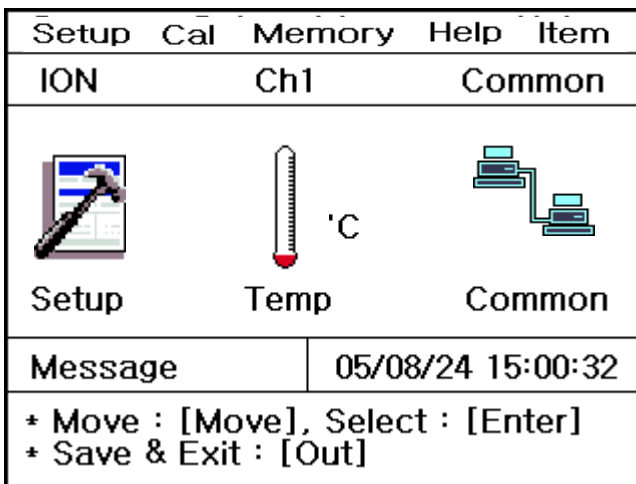 Setup Cal Memory Help Item
ION Ch1 Common
'C
Setup Temp Common
Message 05/08/24 15:00:32
* Move : [Move], Select : [Enter]
* Save & Exit : [Out]